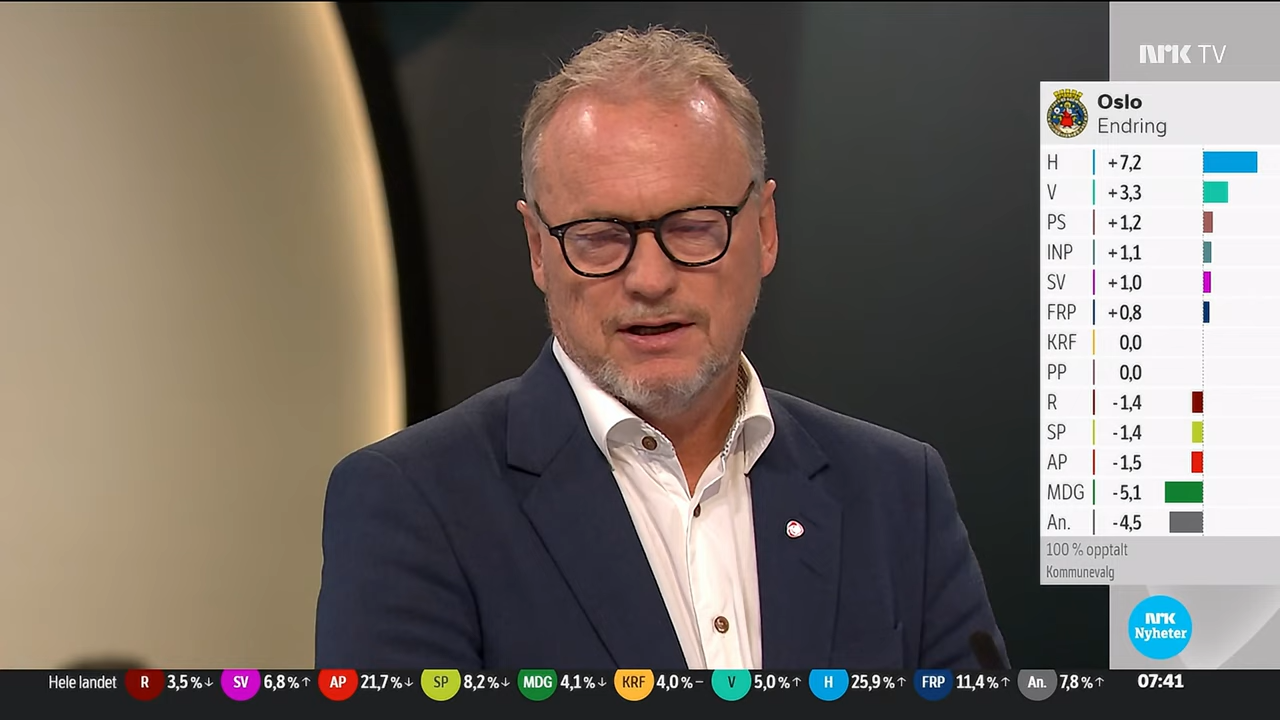 NRK TV
Oslo
Endring
H +7,2
V +3,3
PS +1,2
INP +1,1
SV +1,0
FRP +0,8
KRF 0,0
PP 0,0
R -1,4
SP -1,4
AP -1,5
MDG -5,1
An. -4,5
100 % opptalt
Kommunevalg
NRK
Nyheter
Hele landet R 3,5 %↓ SV 6,8 %↑ AP 21,7 %↓ SP 8,2 %↓ MDG 4,1 %↓ KRF 4,0 %– V 5,0 %↑ H 25,9 %↑ FRP 11,4 %↑ An. 7,8 %↑ 07:41